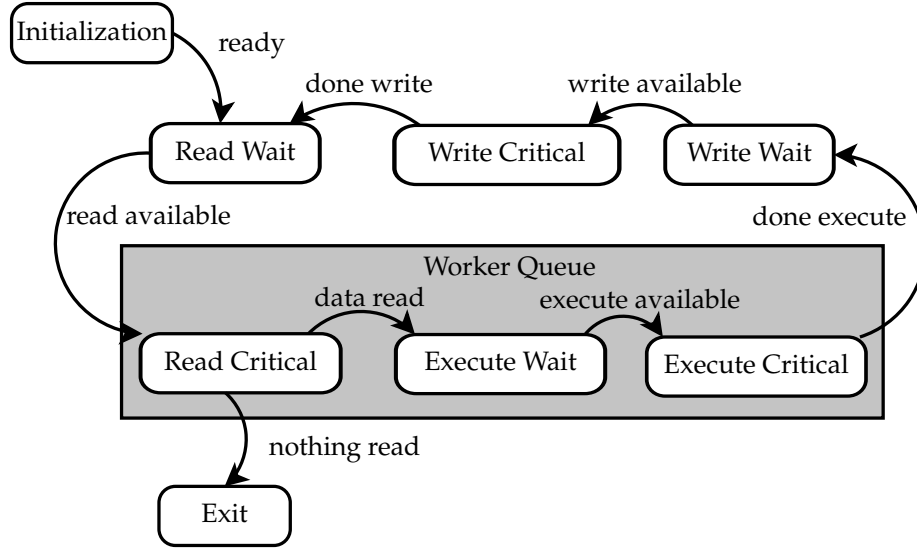 Initialization
ready
done write
write available
Read Wait
Write Critical
Write Wait
read available
done execute
Worker Queue
data read
execute available
Read Critical
Execute Wait
Execute Critical
nothing read
Exit